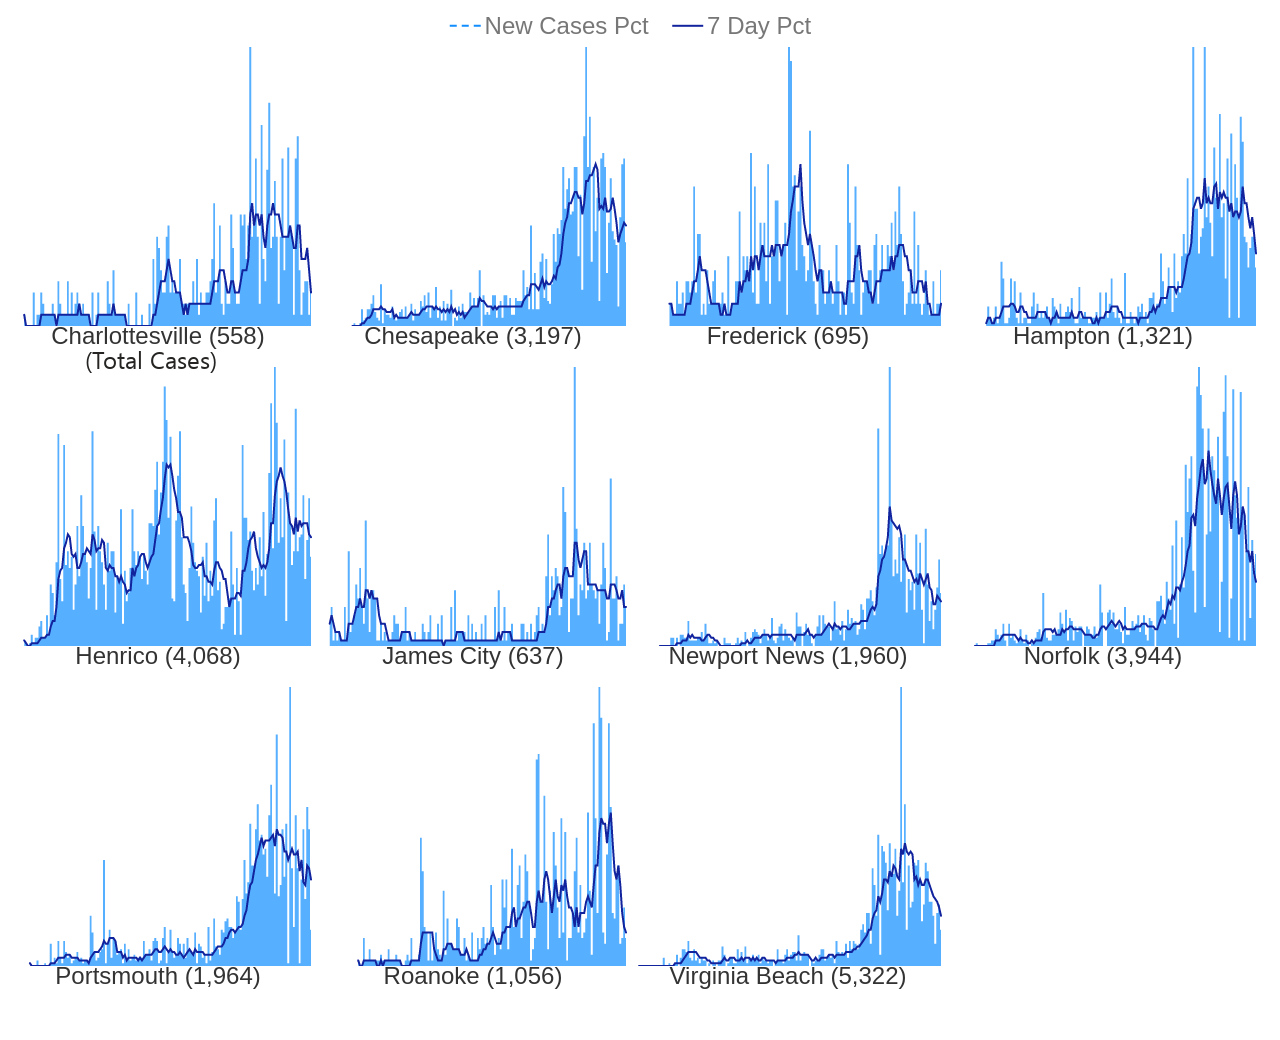 New Cases Pct 7 Day Pct
Charlottesville (558) Chesapeake (3,197) Frederick (695) Hampton (1,321)
(Total Cases)
Henrico (4,068) James City (637) Newport News (1,960) Norfolk (3,944)
Portsmouth (1,964) Roanoke (1,056) Virginia Beach (5,322)